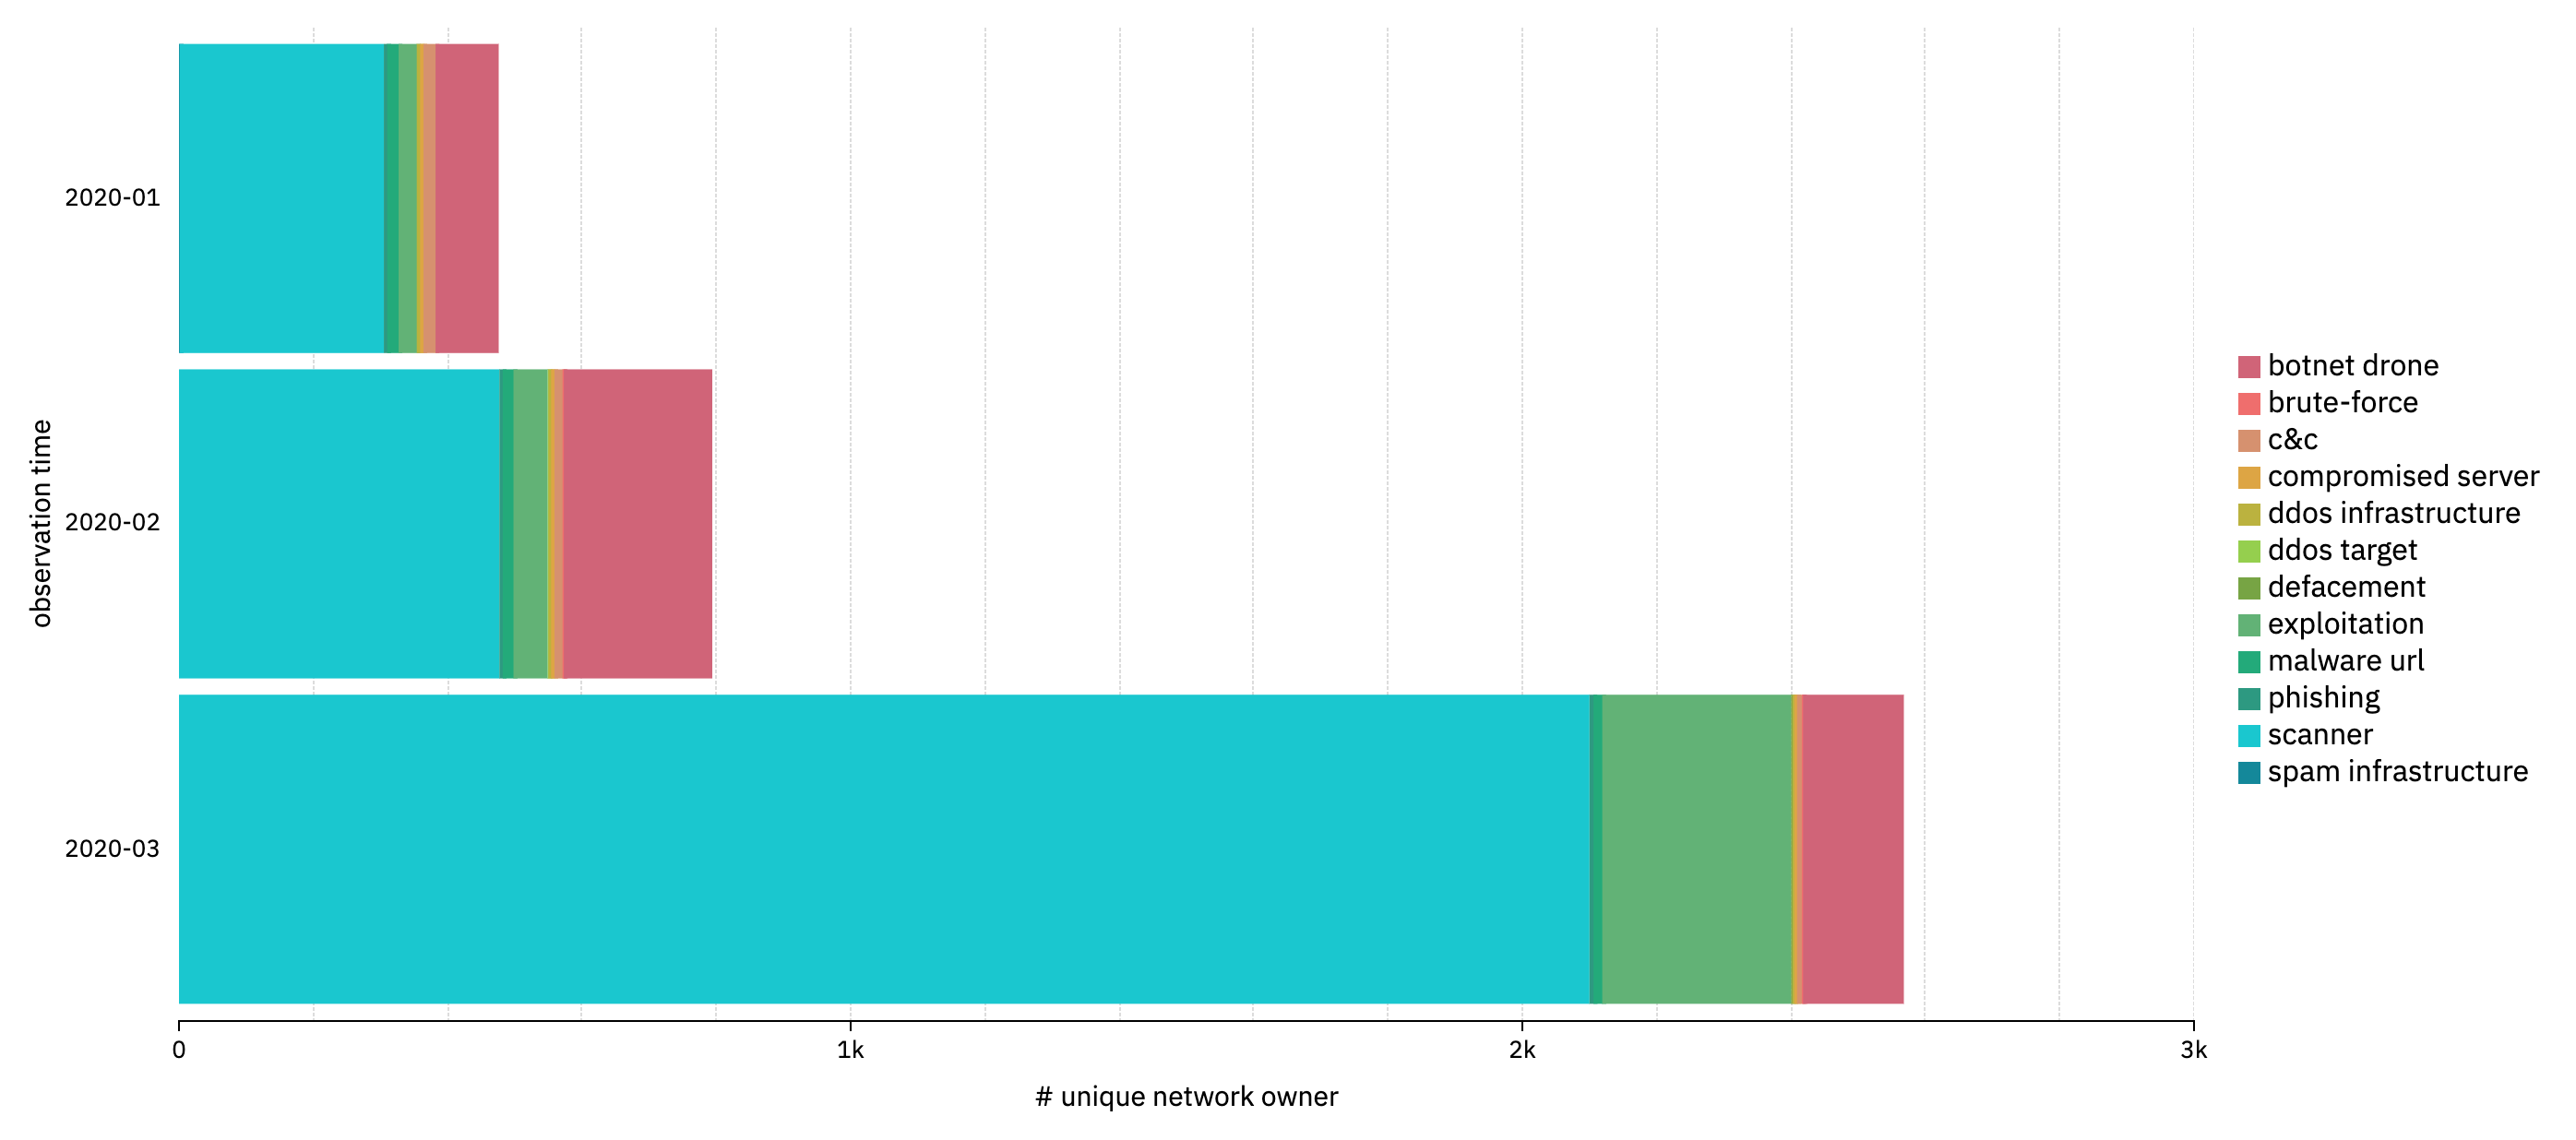 observation time
2020-01
2020-02
2020-03
0
1k
2k
3k
# unique network owner
botnet drone
brute-force
c&c
compromised server
ddos infrastructure
ddos target
defacement
exploitation
malware url
phishing
scanner
spam infrastructure